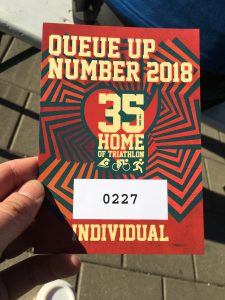 QUEUE UP
NUMBER 2018
35
HOME
OF TRIATHLON
0227
INDIVIDUAL